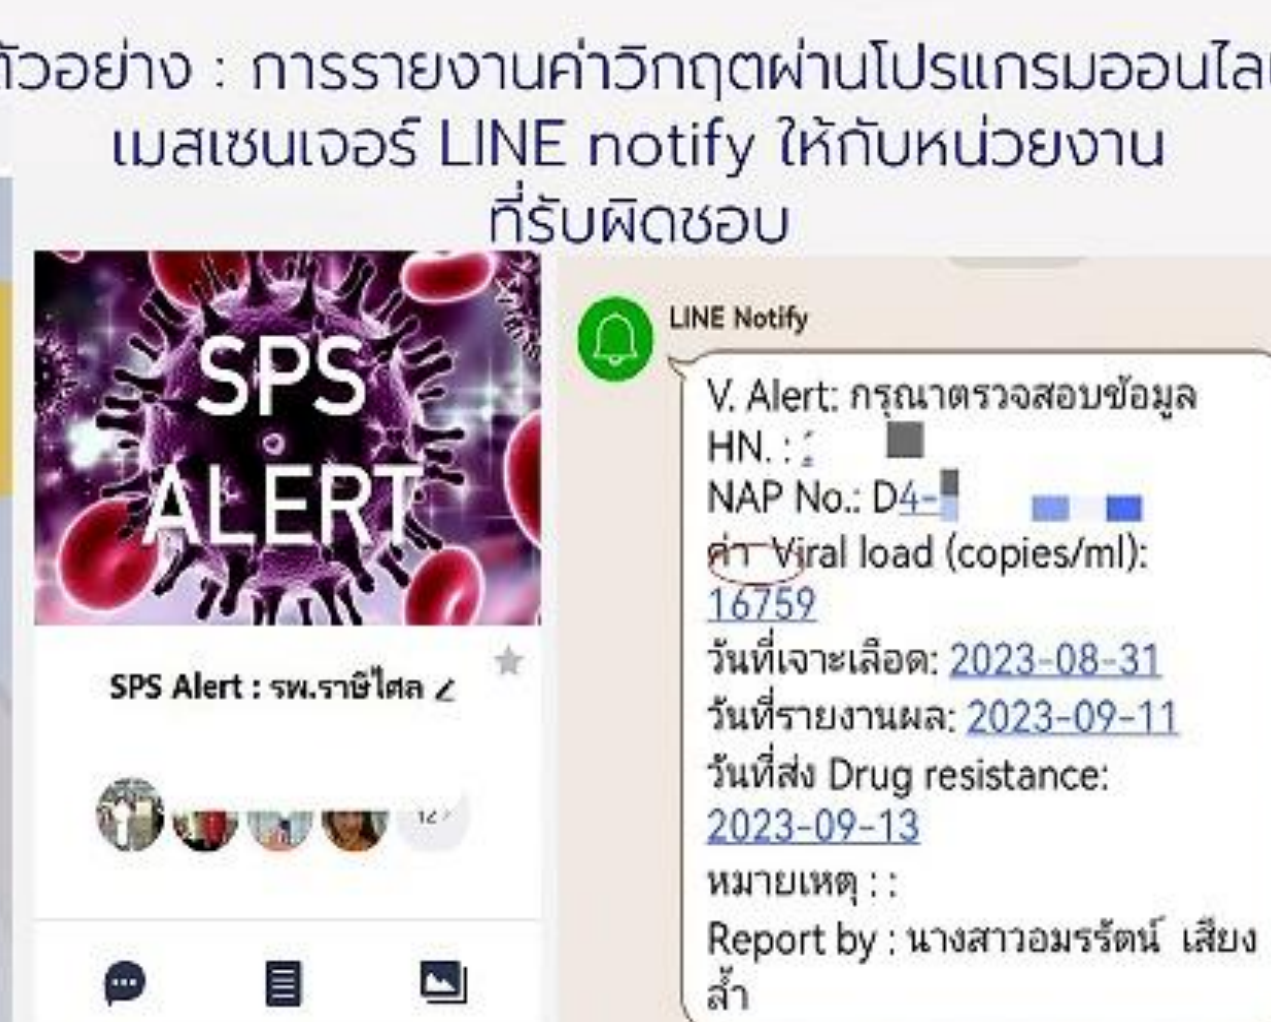 ตัวอย่าง : การรายงานค่าวิกฤตผ่านโปรแกรมออนไลน์
เมสเซนเจอร์ LINE notify ให้กับหน่วยงาน
ที่รับผิดชอบ
SPS
ALERT
SPS Alert : รพ.ราษีไศล
12
LINE Notify
V. Alert: กรุณาตรวจสอบข้อมูล
HN. :
NAP No.: D4-
ค่า Viral load (copies/ml):
16759
วันที่เจาะเลือด: 2023-08-31
วันที่รายงานผล: 2023-09-11
วันที่ส่ง Drug resistance:
2023-09-13
หมายเหตุ : :
Report by : นางสาวอมรรัตน์ เสียง
ล้ำ